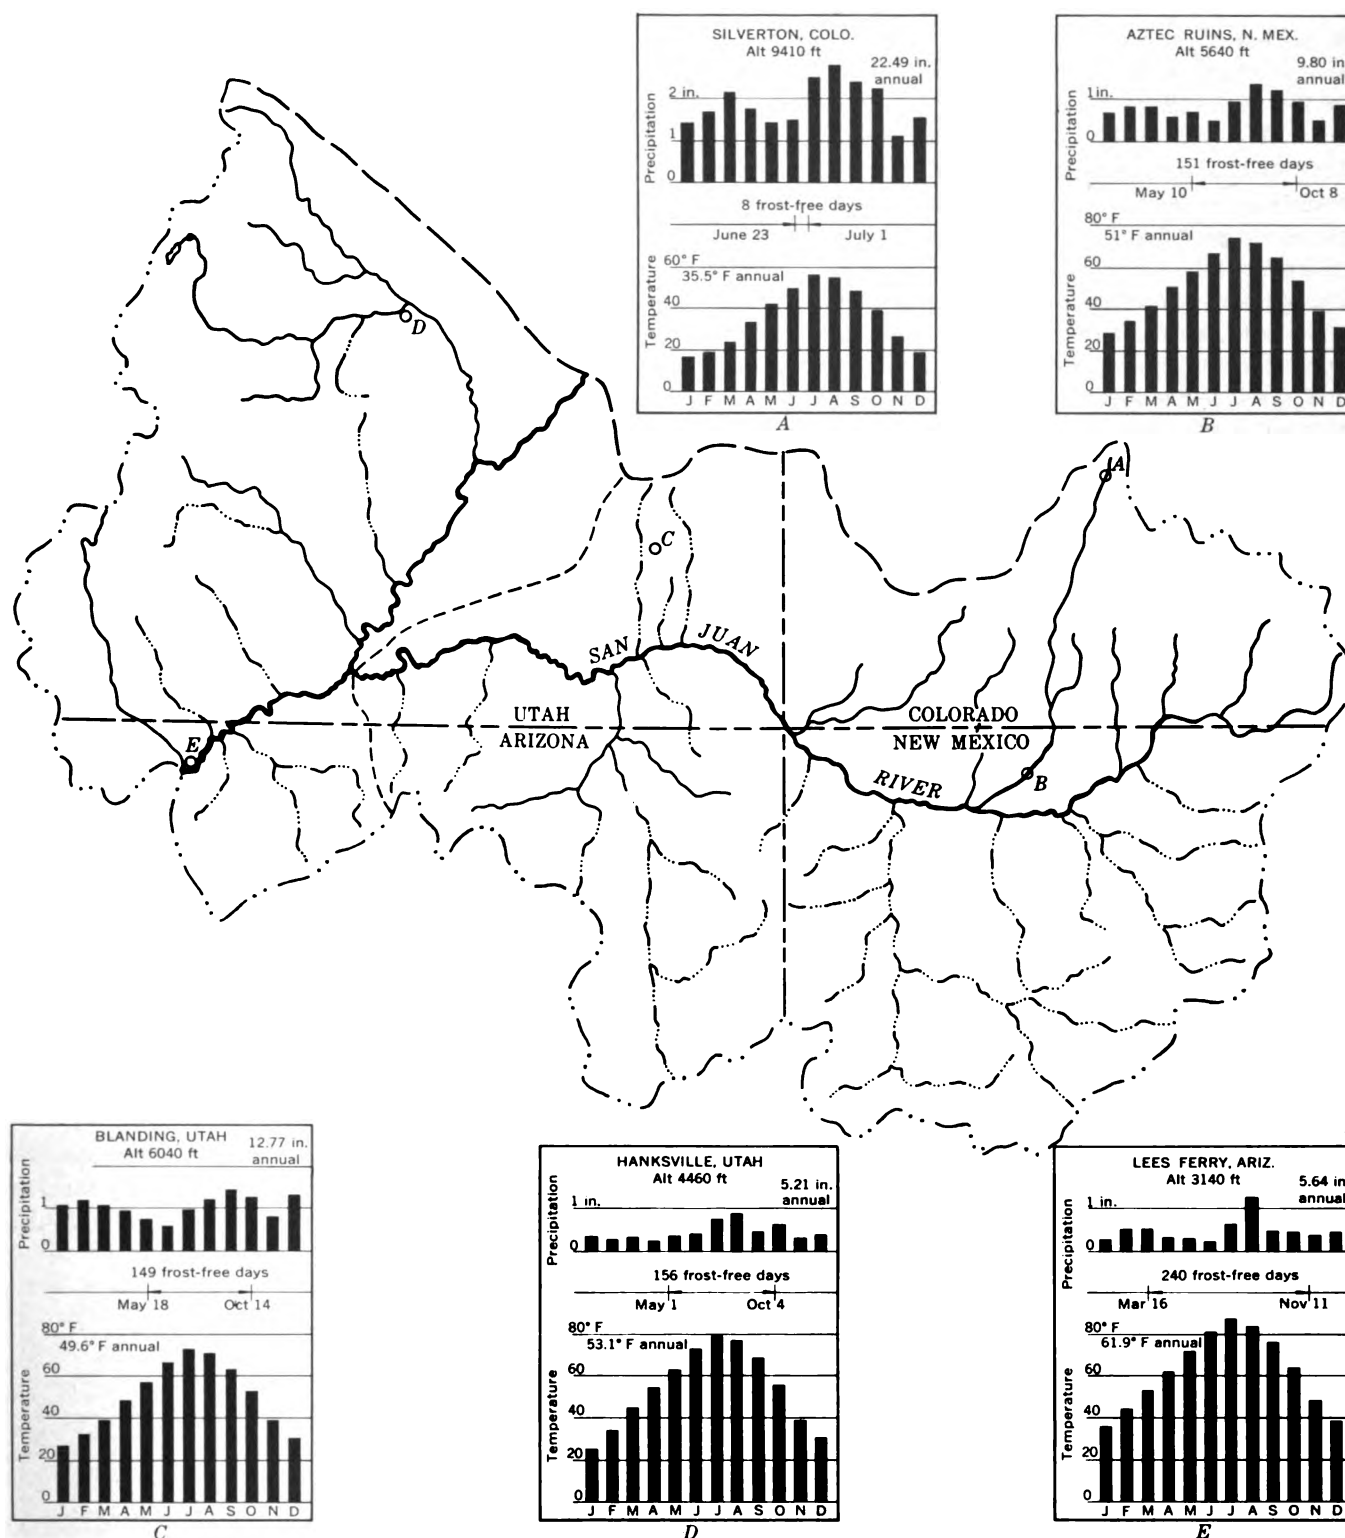 SILVERTON, COLO.
Alt 9410 ft
22.49 in.
annual
2 in.
1
0
Precipitation
8 frost-free days
June 23
July 1
60° F
35.5° F annual
40
20
0
Temperature
J F M A M J J A S O N D
A
AZTEC RUINS, N. MEX.
Alt 5640 ft
9.80 in
annual
1 in.
0
Precipitation
151 frost-free days
May 10
Oct 8
80° F
51° F annual
60
40
20
0
Temperature
J F M A M J J A S O N D
B
D
A
C
SAN JUAN
UTAH
ARIZONA
COLORADO
NEW MEXICO
RIVER
E
B
BLANDING, UTAH
Alt 6040 ft
12.77 in.
annual
1
0
Precipitation
149 frost-free days
May 18
Oct 14
80° F
49.6° F annual
60
40
20
0
Temperature
J F M A M J J A S O N D
C
HANKSVILLE, UTAH
Alt 4460 ft
5.21 in.
annual
1 in.
0
Precipitation
156 frost-free days
May 1
Oct 4
80° F
53.1° F annual
60
40
20
0
Temperature
J F M A M J J A S O N D
D
LEES FERRY, ARIZ.
Alt 3140 ft
5.64 in
annual
1 in.
0
Precipitation
240 frost-free days
Mar 16
Nov 11
80° F
61.9° F annual
60
40
20
0
Temperature
J F M A M J J A S O N D
E